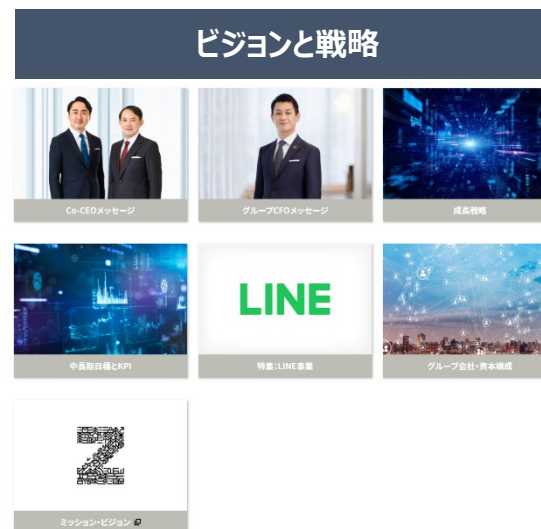 ビジョンと戦略
Co-CEOメッセージ
グループCFOメッセージ
成長戦略
中長期目標とKPI
LINE
特集:LINE事業
グループ会社・資本構成
Z
ミッション・ビジョン